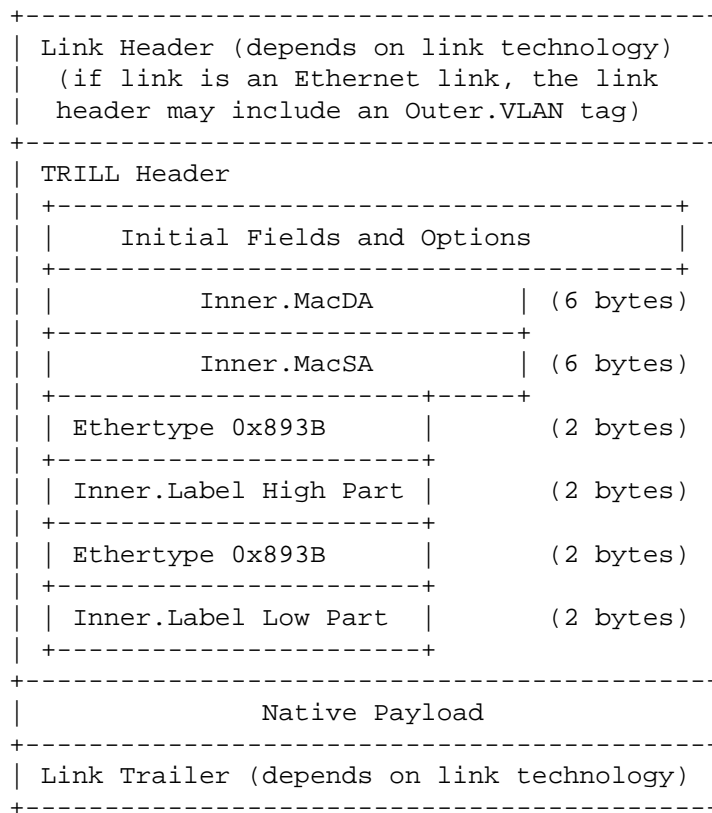 +-------------------------------------------
| Link Header (depends on link technology)
|  (if link is an Ethernet link, the link
|  header may include an Outer.VLAN tag)
+-------------------------------------------
| TRILL Header
| +---------------------------------------+
| |    Initial Fields and Options         |
| +---------------------------------------+
| |         Inner.MacDA         | (6 bytes)
| +-----------------------------+
| |         Inner.MacSA         | (6 bytes)
| +-----------------------+-----+
| | Ethertype 0x893B      |       (2 bytes)
| +-----------------------+
| | Inner.Label High Part |       (2 bytes)
| +-----------------------+
| | Ethertype 0x893B      |       (2 bytes)
| +-----------------------+
| | Inner.Label Low Part  |       (2 bytes)
| +-----------------------+
+-------------------------------------------
|               Native Payload
+-------------------------------------------
| Link Trailer (depends on link technology)
+-------------------------------------------